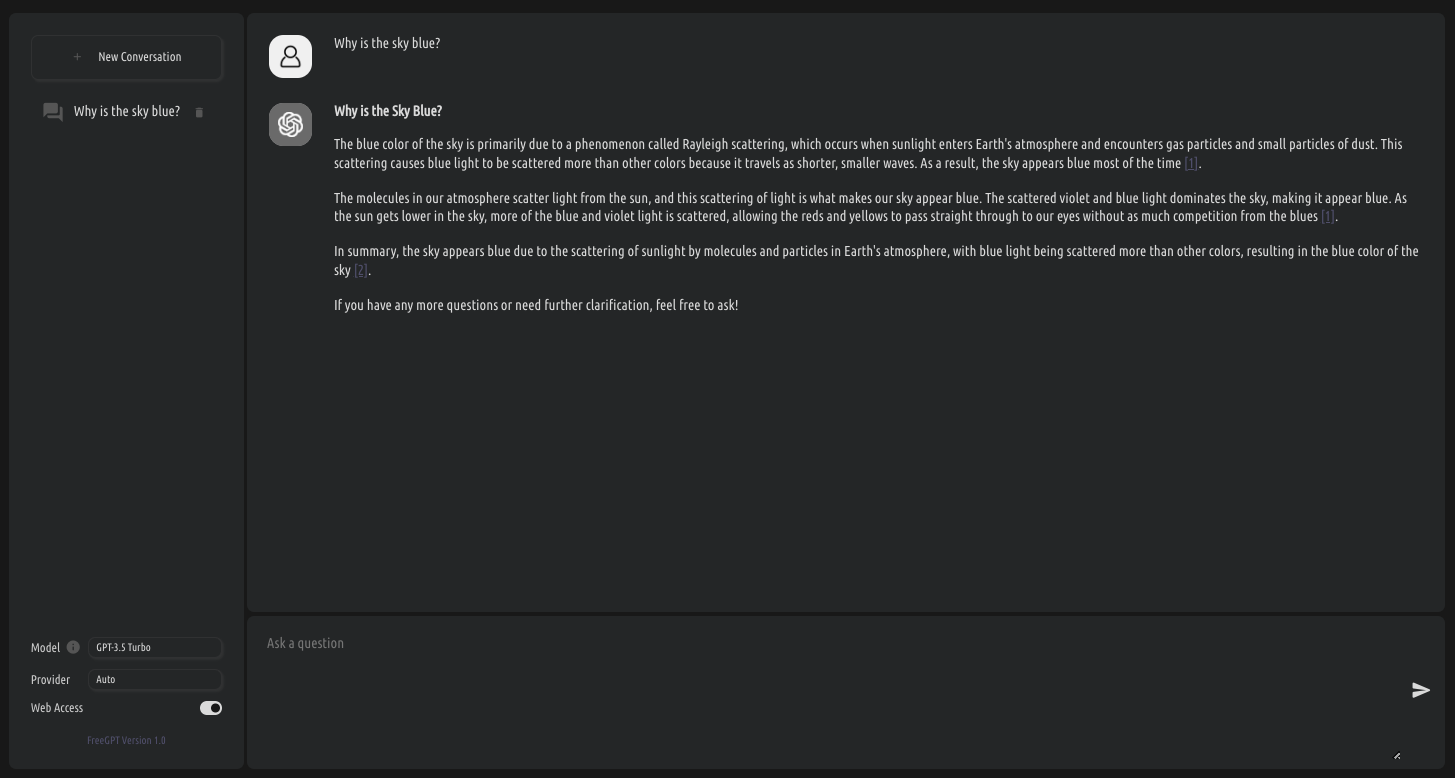 + New Conversation
Why is the sky blue?
Model
GPT-3.5 Turbo
Provider
Auto
Web Access
FreeGPT Version 1.0
Why is the sky blue?
Why is the Sky Blue?
The blue color of the sky is primarily due to a phenomenon called Rayleigh scattering, which occurs when sunlight enters Earth's atmosphere and encounters gas particles and small particles of dust. This
scattering causes blue light to be scattered more than other colors because it travels as shorter, smaller waves. As a result, the sky appears blue most of the time [1].
The molecules in our atmosphere scatter light from the sun, and this scattering of light is what makes our sky appear blue. The scattered violet and blue light dominates the sky, making it appear blue. As
the sun gets lower in the sky, more of the blue and violet light is scattered, allowing the reds and yellows to pass straight through to our eyes without as much competition from the blues [1].
In summary, the sky appears blue due to the scattering of sunlight by molecules and particles in Earth's atmosphere, with blue light being scattered more than other colors, resulting in the blue color of the
sky [2].
If you have any more questions or need further clarification, feel free to ask!
Ask a question